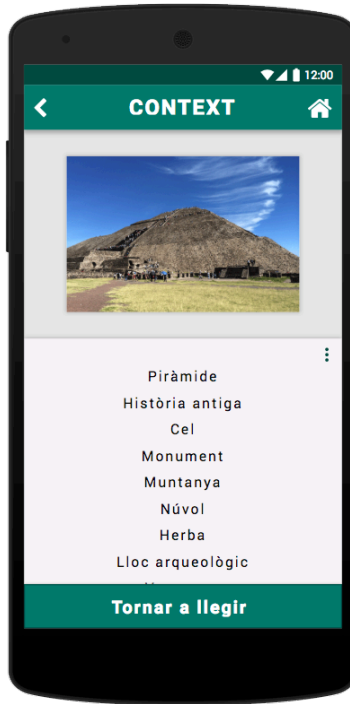 12:00
CONTEXT
Piràmide
Història antiga
Cel
Monument
Muntanya
Núvol
Herba
Lloc arqueològic
Tornar a llegir